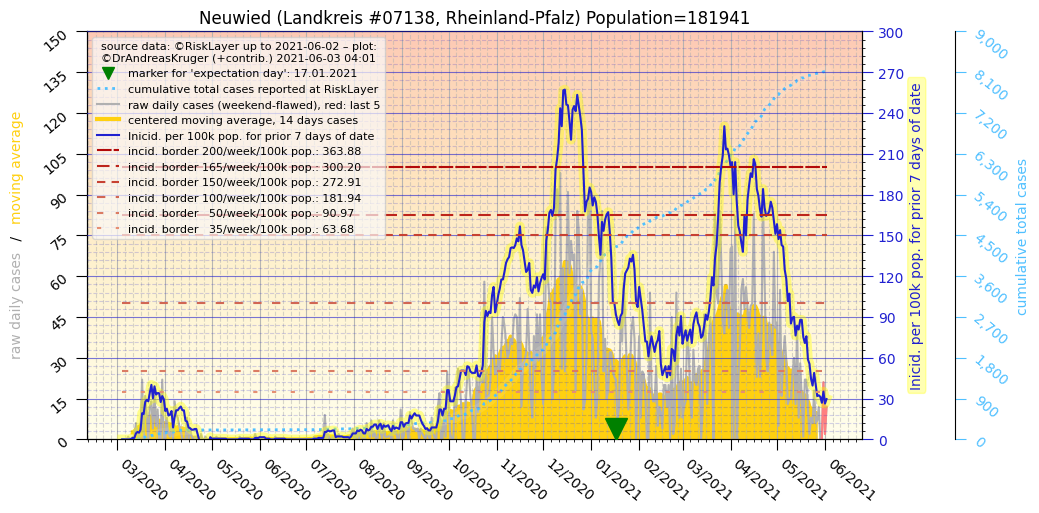 Neuwied (Landkreis #07138, Rheinland-Pfalz) Population=181941
source data: ©RiskLayer up to 2021-06-02 – plot:
©DrAndreasKruger (+contrib.) 2021-06-03 04:01
marker for 'expectation day': 17.01.2021
cumulative total cases reported at RiskLayer
raw daily cases (weekend-flawed), red: last 5
centered moving average, 14 days cases
Inicid. per 100k pop. for prior 7 days of date
incid. border 200/week/100k pop.: 363.88
incid. border 165/week/100k pop.: 300.20
incid. border 150/week/100k pop.: 272.91
incid. border 100/week/100k pop.: 181.94
incid. border 50/week/100k pop.: 90.97
incid. border 35/week/100k pop.: 63.68
raw daily cases / moving average
150
135
120
105
90
75
60
45
30
15
0
300
270
240
210
180
150
120
90
60
30
0
Inicid. per 100k pop. for prior 7 days of date
9,000
8,100
7,200
6,300
5,400
4,500
3,600
2,700
1,800
900
0
cumulative total cases
03/2020
04/2020
05/2020
06/2020
07/2020
08/2020
09/2020
10/2020
11/2020
12/2020
01/2021
02/2021
03/2021
04/2021
05/2021
06/2021